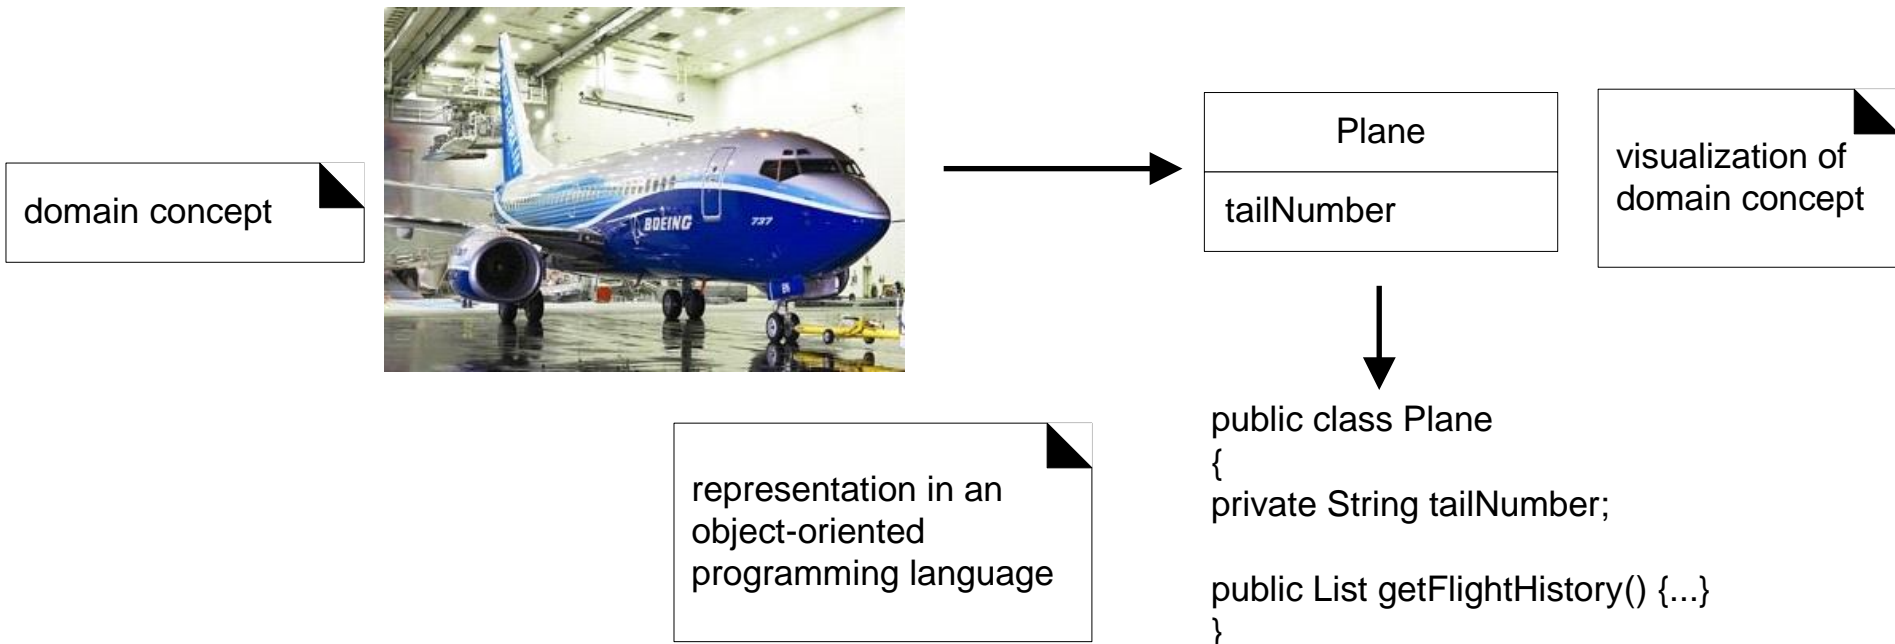 domain concept
BOEING
737
Plane
tailNumber
visualization of
domain concept
representation in an
object-oriented
programming language
public class Plane
{
private String tailNumber;
public List getFlightHistory() {...}
}